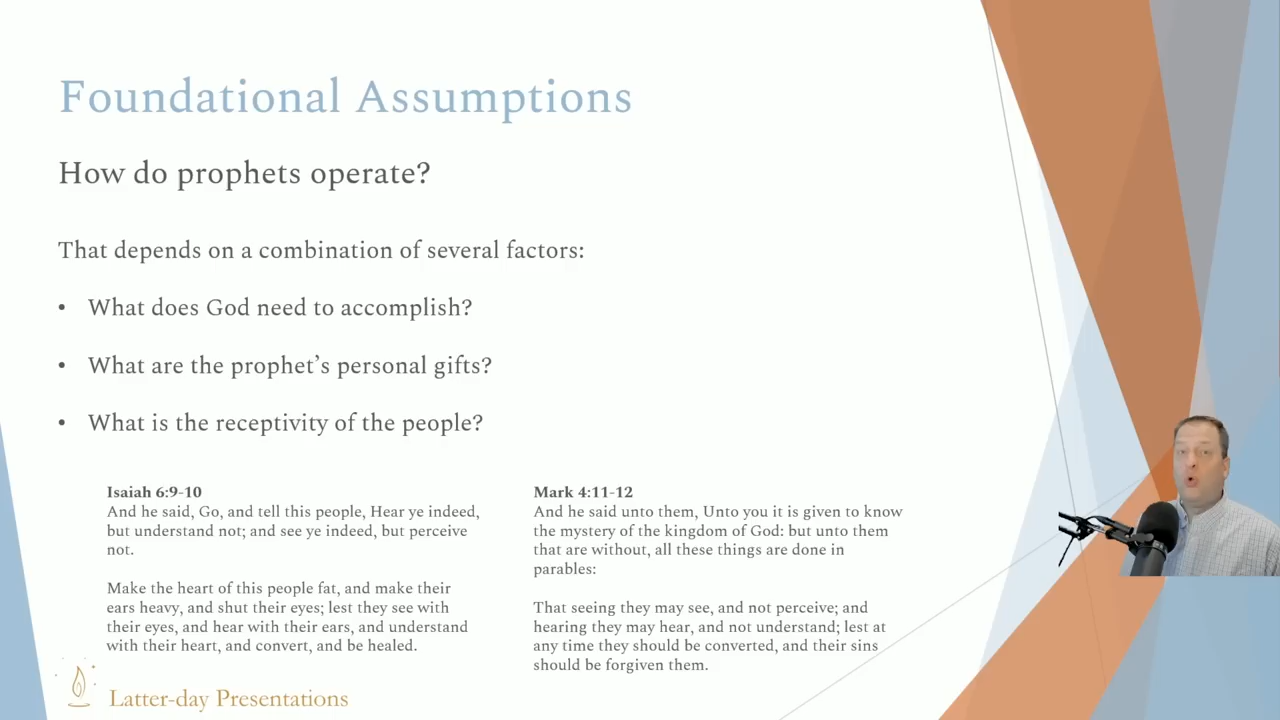 Foundational Assumptions
How do prophets operate?
That depends on a combination of several factors:
• What does God need to accomplish?
• What are the prophet’s personal gifts?
• What is the receptivity of the people?
Isaiah 6:9-10
And he said, Go, and tell this people, Hear ye indeed,
but understand not; and see ye indeed, but perceive
not.
Make the heart of this people fat, and make their
ears heavy, and shut their eyes; lest they see with
their eyes, and hear with their ears, and understand
with their heart, and convert, and be healed.
Mark 4:11-12
And he said unto them, Unto you it is given to know
the mystery of the kingdom of God: but unto them
that are without, all these things are done in
parables:
That seeing they may see, and not perceive; and
hearing they may hear, and not understand; lest at
any time they should be converted, and their sins
should be forgiven them.
Latter-day Presentations